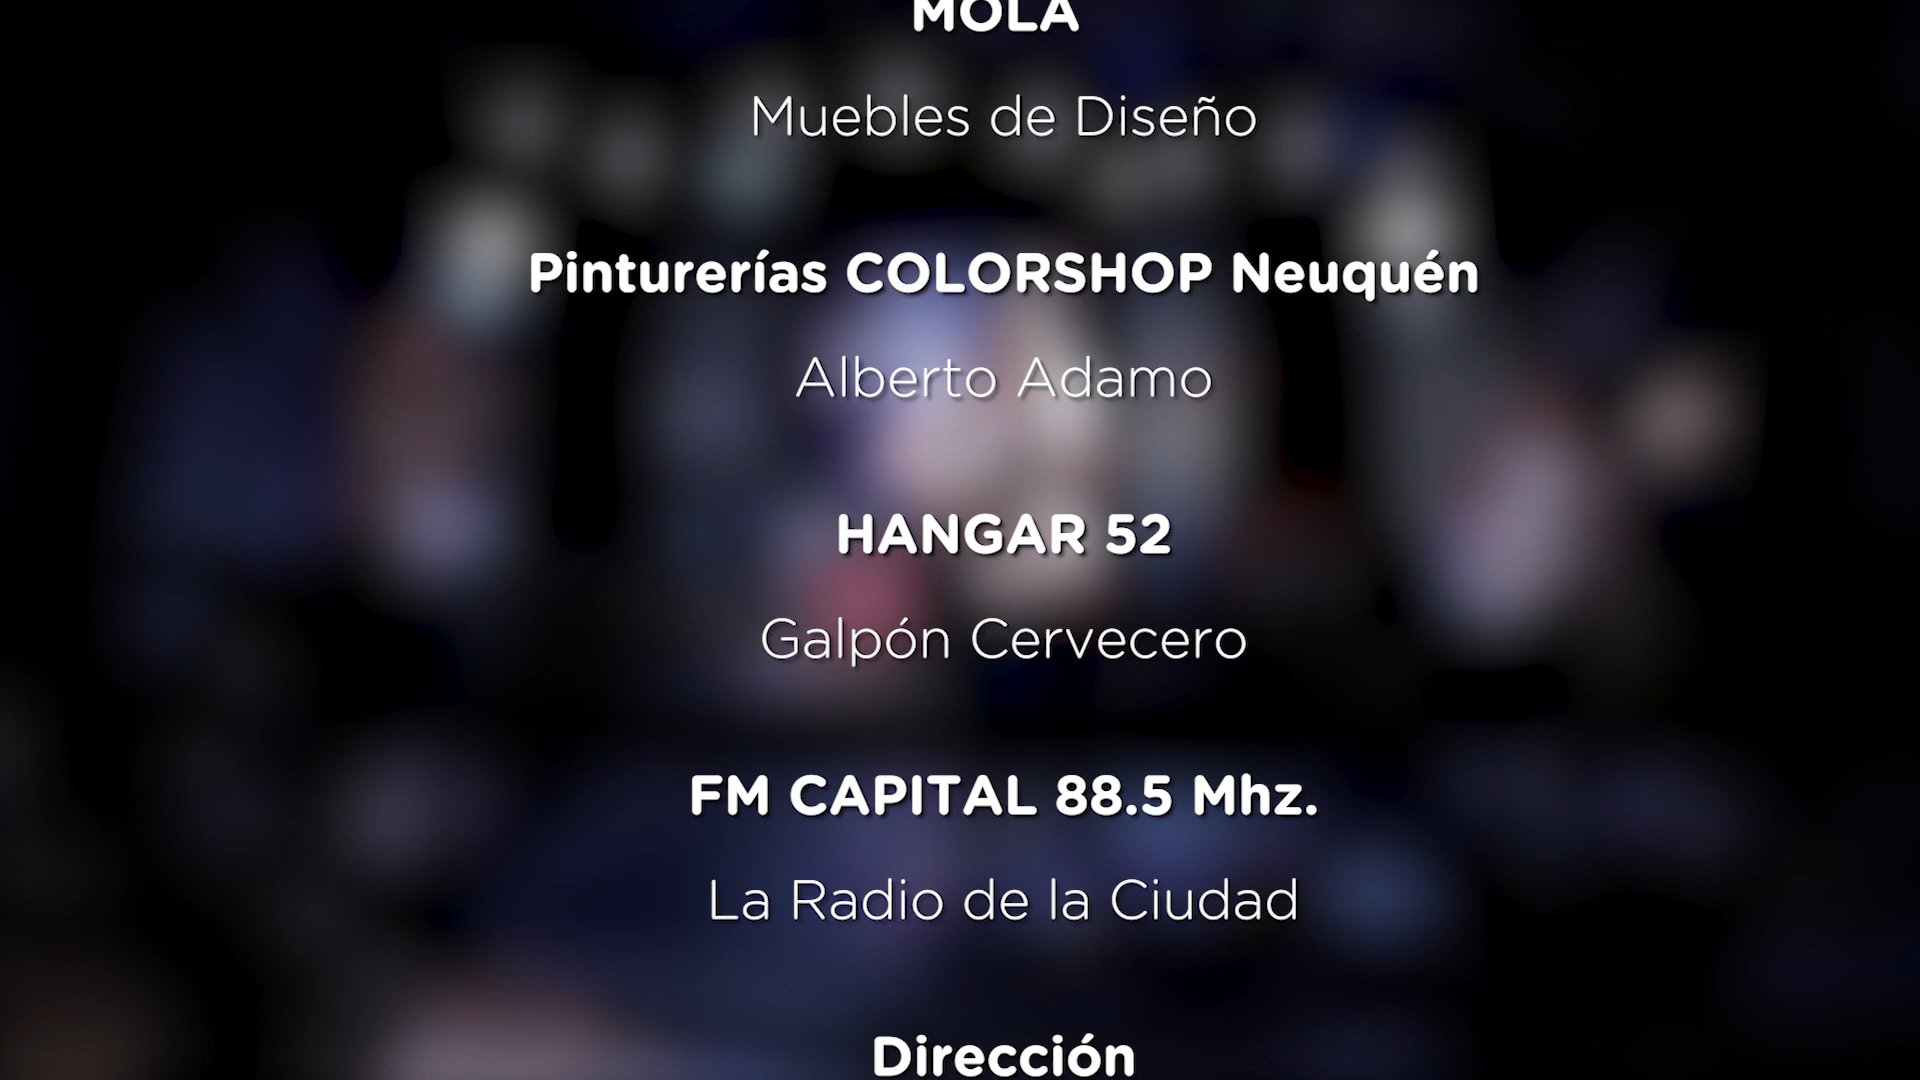 MOLA
Muebles de Diseño
Pinturerías COLORSHOP Neuquén
Alberto Adamo
HANGAR 52
Galpón Cervecero
FM CAPITAL 88.5 Mhz.
La Radio de la Ciudad
Dirección